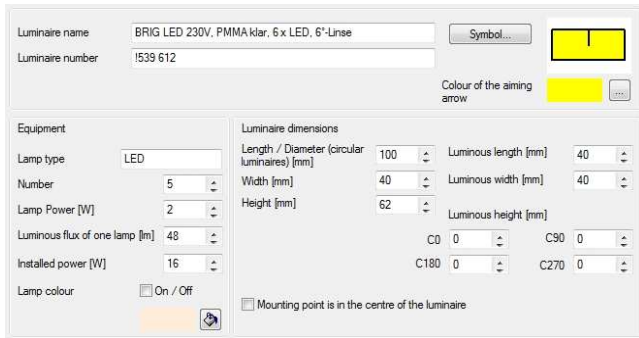 Luminaire name BRIG LED 230V, PMMA klar, 6 x LED, 6°-Linse Symbol...
Luminaire number !539 612
Colour of the aiming
arrow ...
Equipment
Lamp type LED
Number 5
Lamp Power [W] 2
Luminous flux of one lamp [lm] 48
Installed power [W] 16
Lamp colour On / Off
Luminaire dimensions
Length / Diameter (circular
luminaires) [mm] 100 Luminous length [mm] 40
Width [mm] 40 Luminous width [mm] 40
Height [mm] 62
Luminous height [mm]
C0 0 C90 0
C180 0 C270 0
Mounting point is in the centre of the luminaire